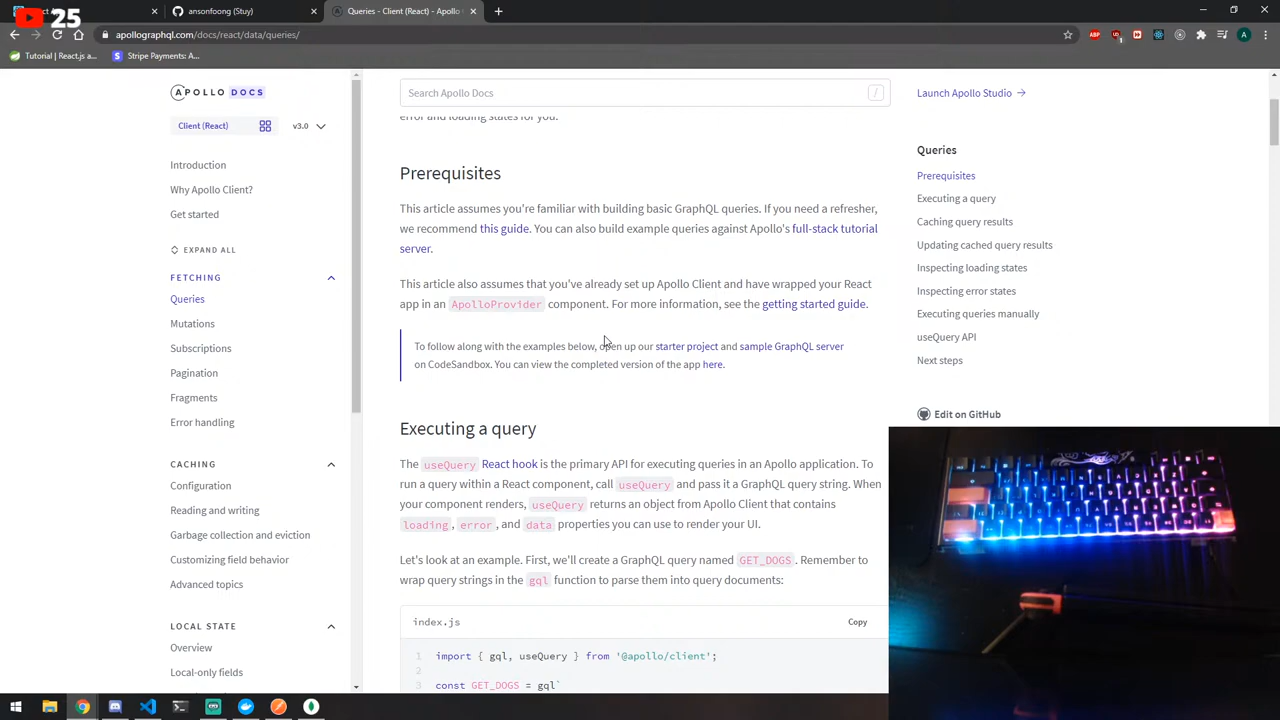 25
ansonfoong (Stuy)
Queries - Client (React) - Apollo
apollographql.com/docs/react/data/queries/
Tutorial | React.js a...
Stripe Payments: A...
APOLLO DOCS
Client (React)
v3.0
Introduction
Why Apollo Client?
Get started
EXPAND ALL
FETCHING
Queries
Mutations
Subscriptions
Pagination
Fragments
Error handling
CACHING
Configuration
Reading and writing
Garbage collection and eviction
Customizing field behavior
Advanced topics
LOCAL STATE
Overview
Local-only fields
Search Apollo Docs
/
error and loading states for you.
Prerequisites
This article assumes you're familiar with building basic GraphQL queries. If you need a refresher,
we recommend this guide. You can also build example queries against Apollo's full-stack tutorial
server.
This article also assumes that you've already set up Apollo Client and have wrapped your React
app in an ApolloProvider component. For more information, see the getting started guide.
To follow along with the examples below, open up our starter project and sample GraphQL server
on CodeSandbox. You can view the completed version of the app here.
Executing a query
The useQuery React hook is the primary API for executing queries in an Apollo application. To
run a query within a React component, call useQuery and pass it a GraphQL query string. When
your component renders, useQuery returns an object from Apollo Client that contains
loading, error, and data properties you can use to render your UI.
Let's look at an example. First, we'll create a GraphQL query named GET_DOGS. Remember to
wrap query strings in the gql function to parse them into query documents:
index.js
Copy
1 import { gql, useQuery } from '@apollo/client';
2
3 const GET_DOGS = gql`
Launch Apollo Studio
Queries
Prerequisites
Executing a query
Caching query results
Updating cached query results
Inspecting loading states
Inspecting error states
Executing queries manually
useQuery API
Next steps
Edit on GitHub